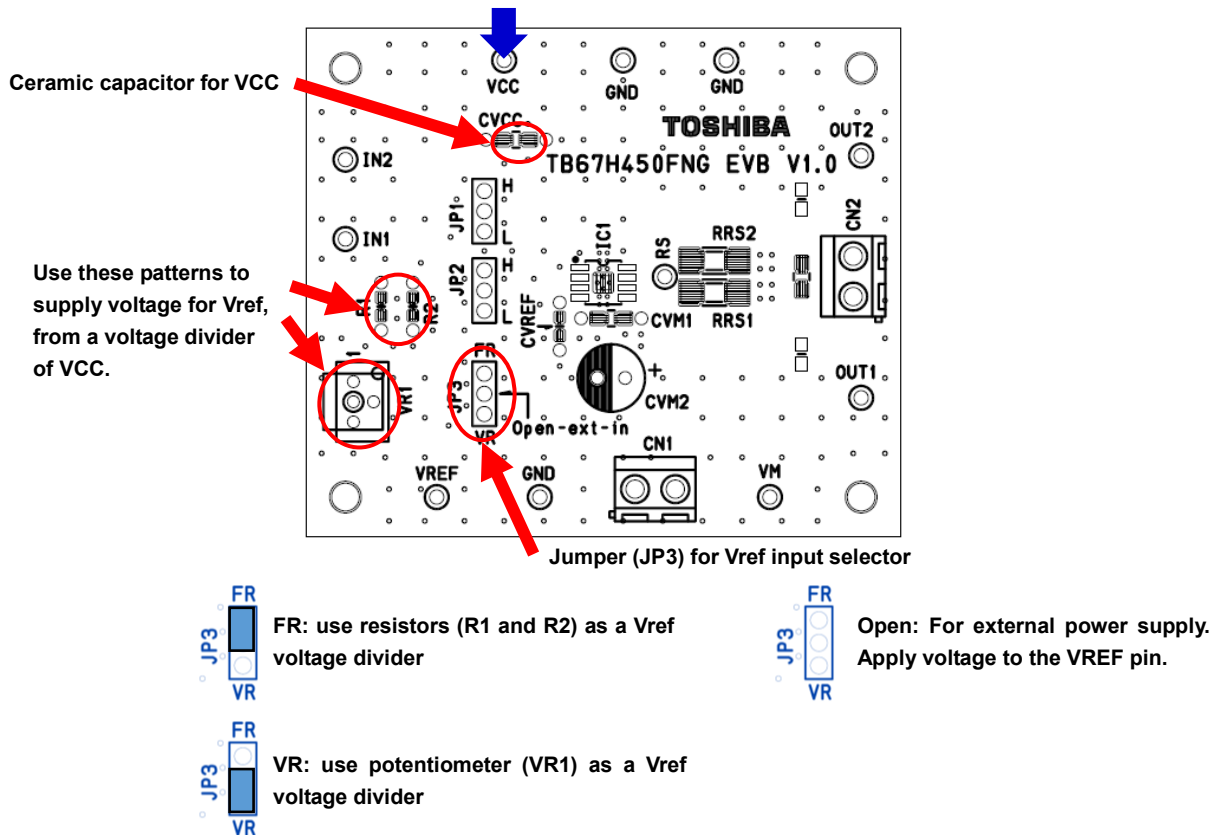 Ceramic capacitor for VCC
VCC
GND
GND
CVCC
TOSHIBA
OUT2
IN2
TB67H450FNG EVB V1.0
H
JP1
L
CN2
IN1
IC1
RS
RRS2
Use these patterns to
supply voltage for Vref,
from a voltage divider
of VCC.
H
JP2
L
R1
R2
CVREF
CVM1
RRS1
1
VR1
FR
JP3
VR
Open-ext-in
+
CVM2
OUT1
CN1
VREF
GND
VM
Jumper (JP3) for Vref input selector
FR
JP3
VR
FR: use resistors (R1 and R2) as a Vref
voltage divider
FR
JP3
VR
Open: For external power supply.
Apply voltage to the VREF pin.
FR
JP3
VR
VR: use potentiometer (VR1) as a Vref
voltage divider